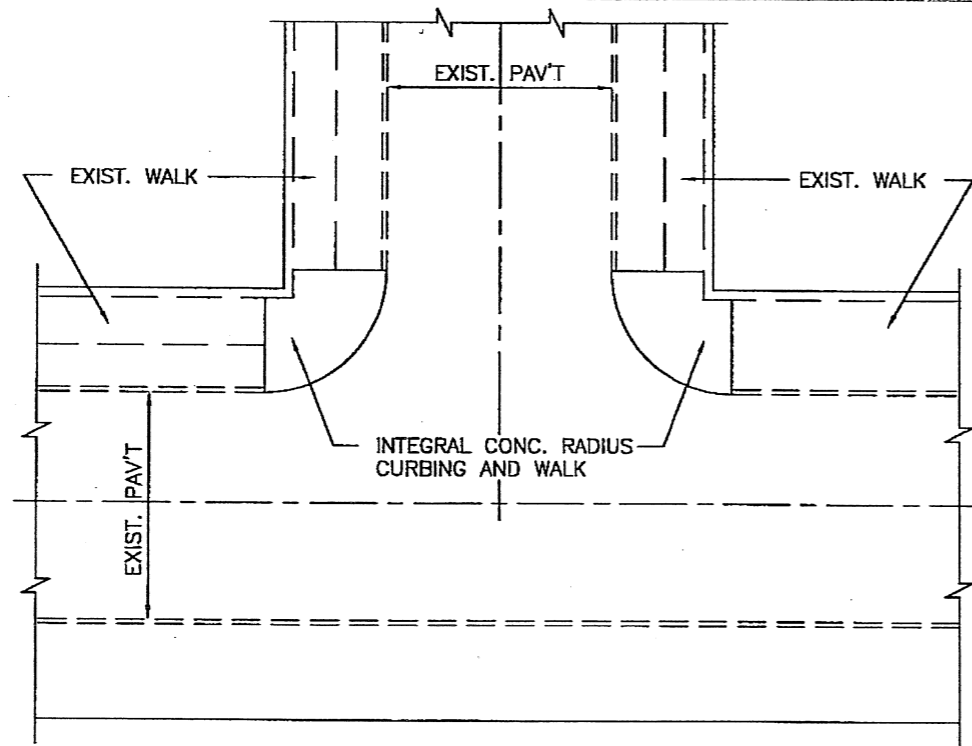 EXIST. PAV'T
EXIST. WALK
EXIST. WALK
INTEGRAL CONC. RADIUS
CURBING AND WALK
EXIST. PAV'T